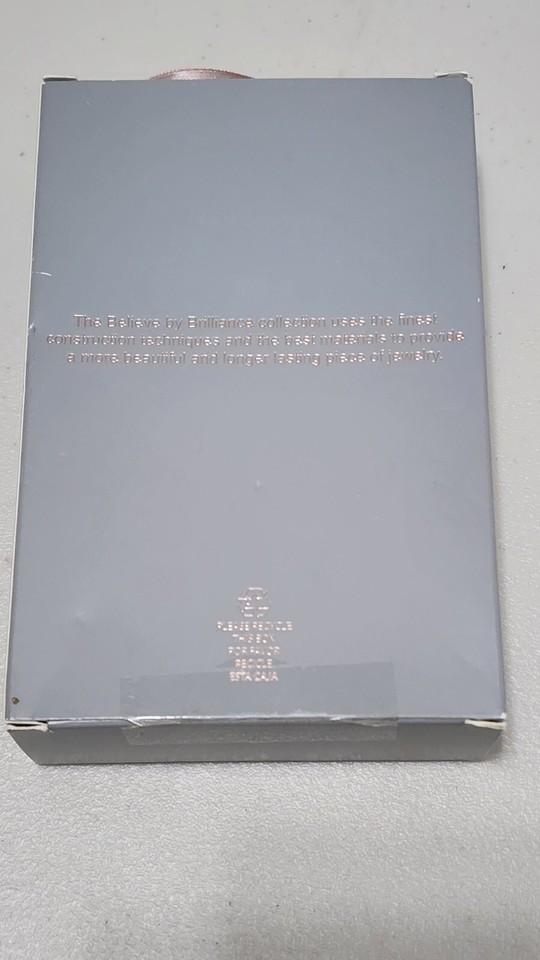 The Believe by Brilliance collection uses the finest
construction techniques and the best materials to provide
a more beautiful and longer lasting piece of jewelry.
PLEASE RECYCLE
THIS BOX
POR FAVOR
RECICLE
ESTA CAJA